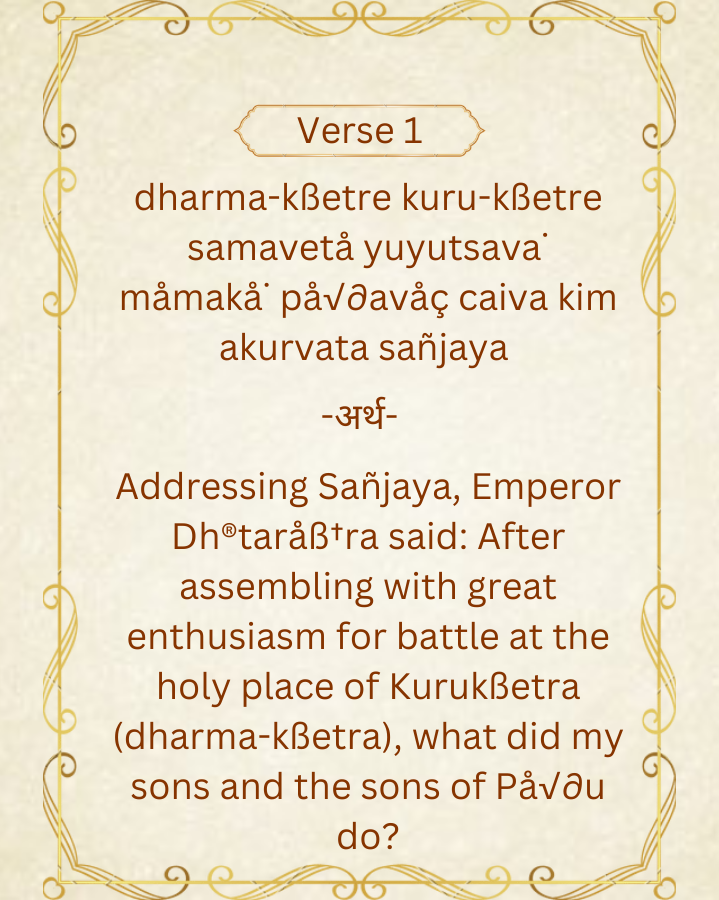 Verse 1
dharma-kßetre kuru-kßetre
samavetå yuyutsava˙
måmakå˙ på√∂avåç caiva kim
akurvata sañjaya
-अर्थ-
Addressing Sañjaya, Emperor
Dh®taråß†ra said: After
assembling with great
enthusiasm for battle at the
holy place of Kurukßetra
(dharma-kßetra), what did my
sons and the sons of På√∂u
do?